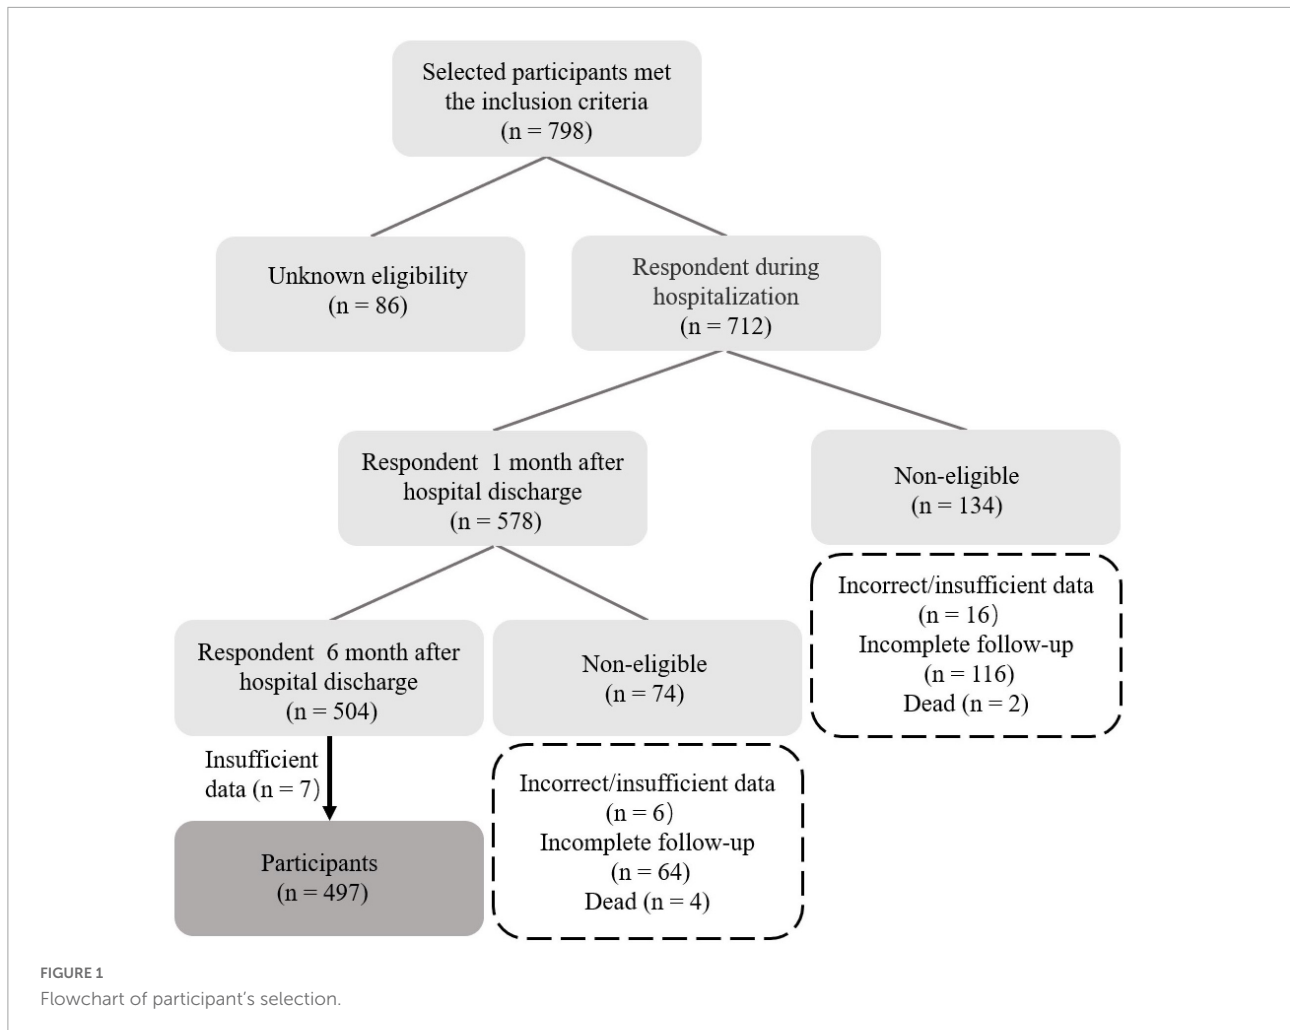 Selected participants met
the inclusion criteria
(n = 798)
Unknown eligibility
(n = 86)
Respondent during
hospitalization
(n = 712)
Respondent 1 month after
hospital discharge
(n = 578)
Non-eligible
(n = 134)
Incorrect/insufficient data
(n = 16)
Incomplete follow-up
(n = 116)
Dead (n = 2)
Respondent 6 month after
hospital discharge
(n = 504)
Non-eligible
(n = 74)
Incorrect/insufficient data
(n = 6)
Incomplete follow-up
(n = 64)
Dead (n = 4)
Insufficient
data (n = 7)
Participants
(n = 497)
FIGURE 1
Flowchart of participant's selection.